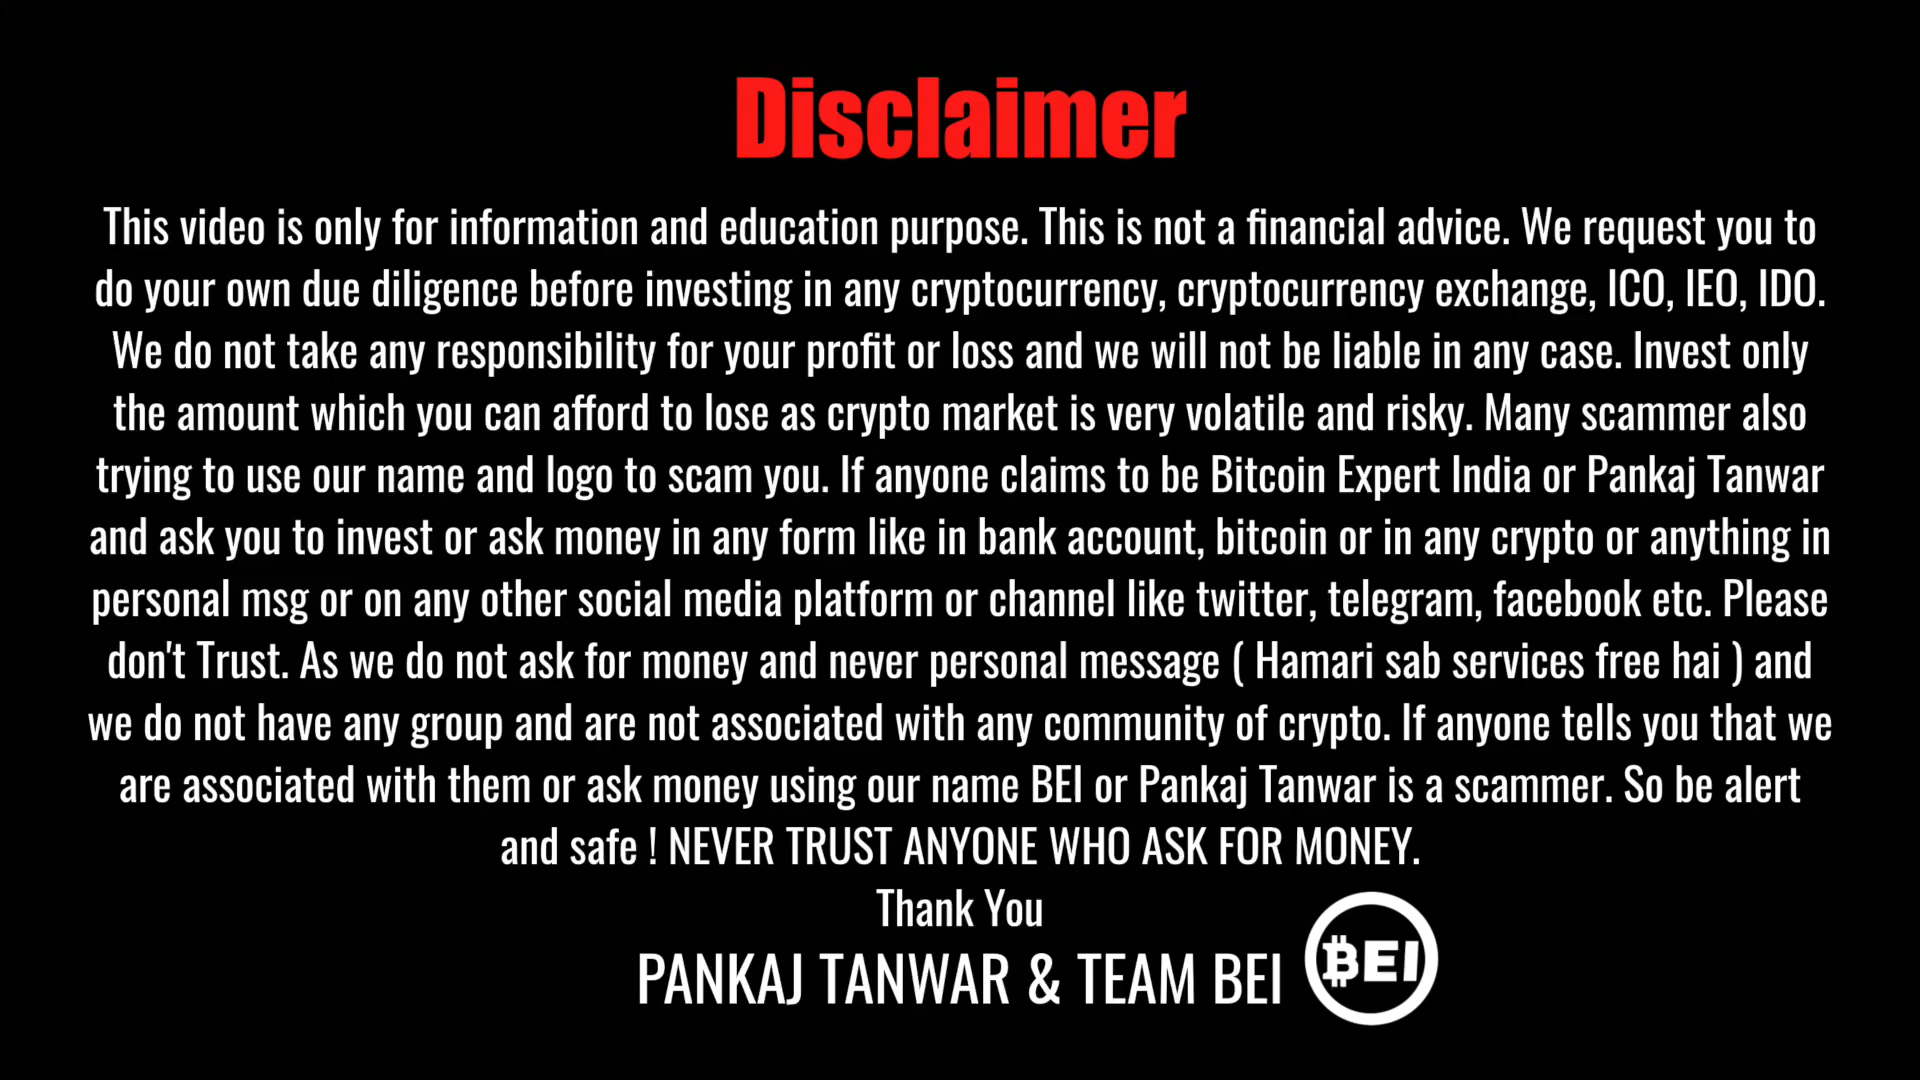 Disclaimer
This video is only for information and education purpose. This is not a financial advice. We request you to
do your own due diligence before investing in any cryptocurrency, cryptocurrency exchange, ICO, IEO, IDO.
We do not take any responsibility for your profit or loss and we will not be liable in any case. Invest only
the amount which you can afford to lose as crypto market is very volatile and risky. Many scammer also
trying to use our name and logo to scam you. If anyone claims to be Bitcoin Expert India or Pankaj Tanwar
and ask you to invest or ask money in any form like in bank account, bitcoin or in any crypto or anything in
personal msg or on any other social media platform or channel like twitter, telegram, facebook etc. Please
don't Trust. As we do not ask for money and never personal message ( Hamari sab services free hai ) and
we do not have any group and are not associated with any community of crypto. If anyone tells you that we
are associated with them or ask money using our name BEI or Pankaj Tanwar is a scammer. So be alert
and safe ! NEVER TRUST ANYONE WHO ASK FOR MONEY.
Thank You
PANKAJ TANWAR & TEAM BEI
BEI